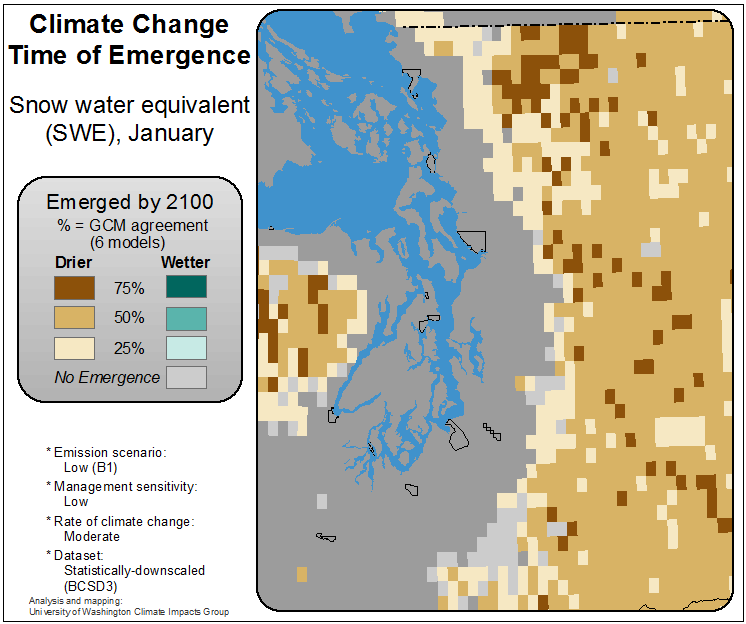 Climate Change
Time of Emergence
Snow water equivalent
(SWE), January
Emerged by 2100
% = GCM agreement
(6 models)
Drier Wetter
75%
50%
25%
No Emergence
* Emission scenario:
Low (B1)
* Management sensitivity:
Low
* Rate of climate change:
Moderate
* Dataset:
Statistically-downscaled
(BCSD3)
Analysis and mapping:
University of Washington Climate Impacts Group